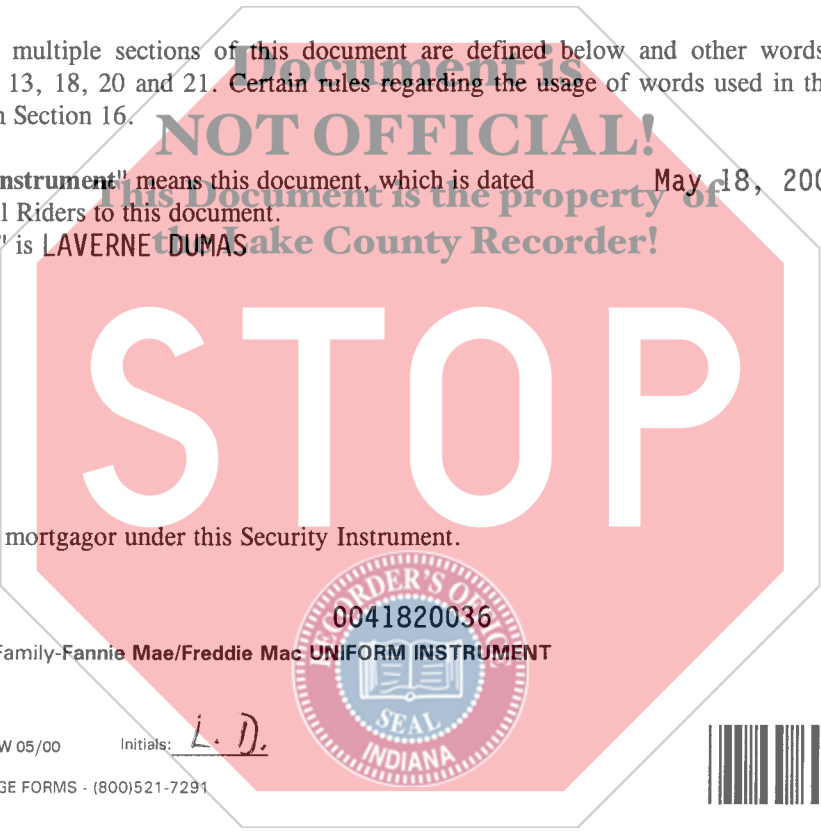 multiple sections of this document are defined below and other words
Document is
13, 18, 20 and 21. Certain rules regarding the usage of words used in th
n Section 16.
NOT OFFICIAL!
nstrument" means this document, which is dated May 18, 200
This Document is the property of
l Riders to this document.
" is LAVERNE DUMAS
the Lake County Recorder!
STOP
mortgagor under this Security Instrument.
RECORDER'S OFFICE
0041820036
Family-Fannie Mae/Freddie Mac UNIFORM INSTRUMENT
SEAL
INDIANA
W 05/00 Initials: L. D.
GE FORMS - (800)521-7291